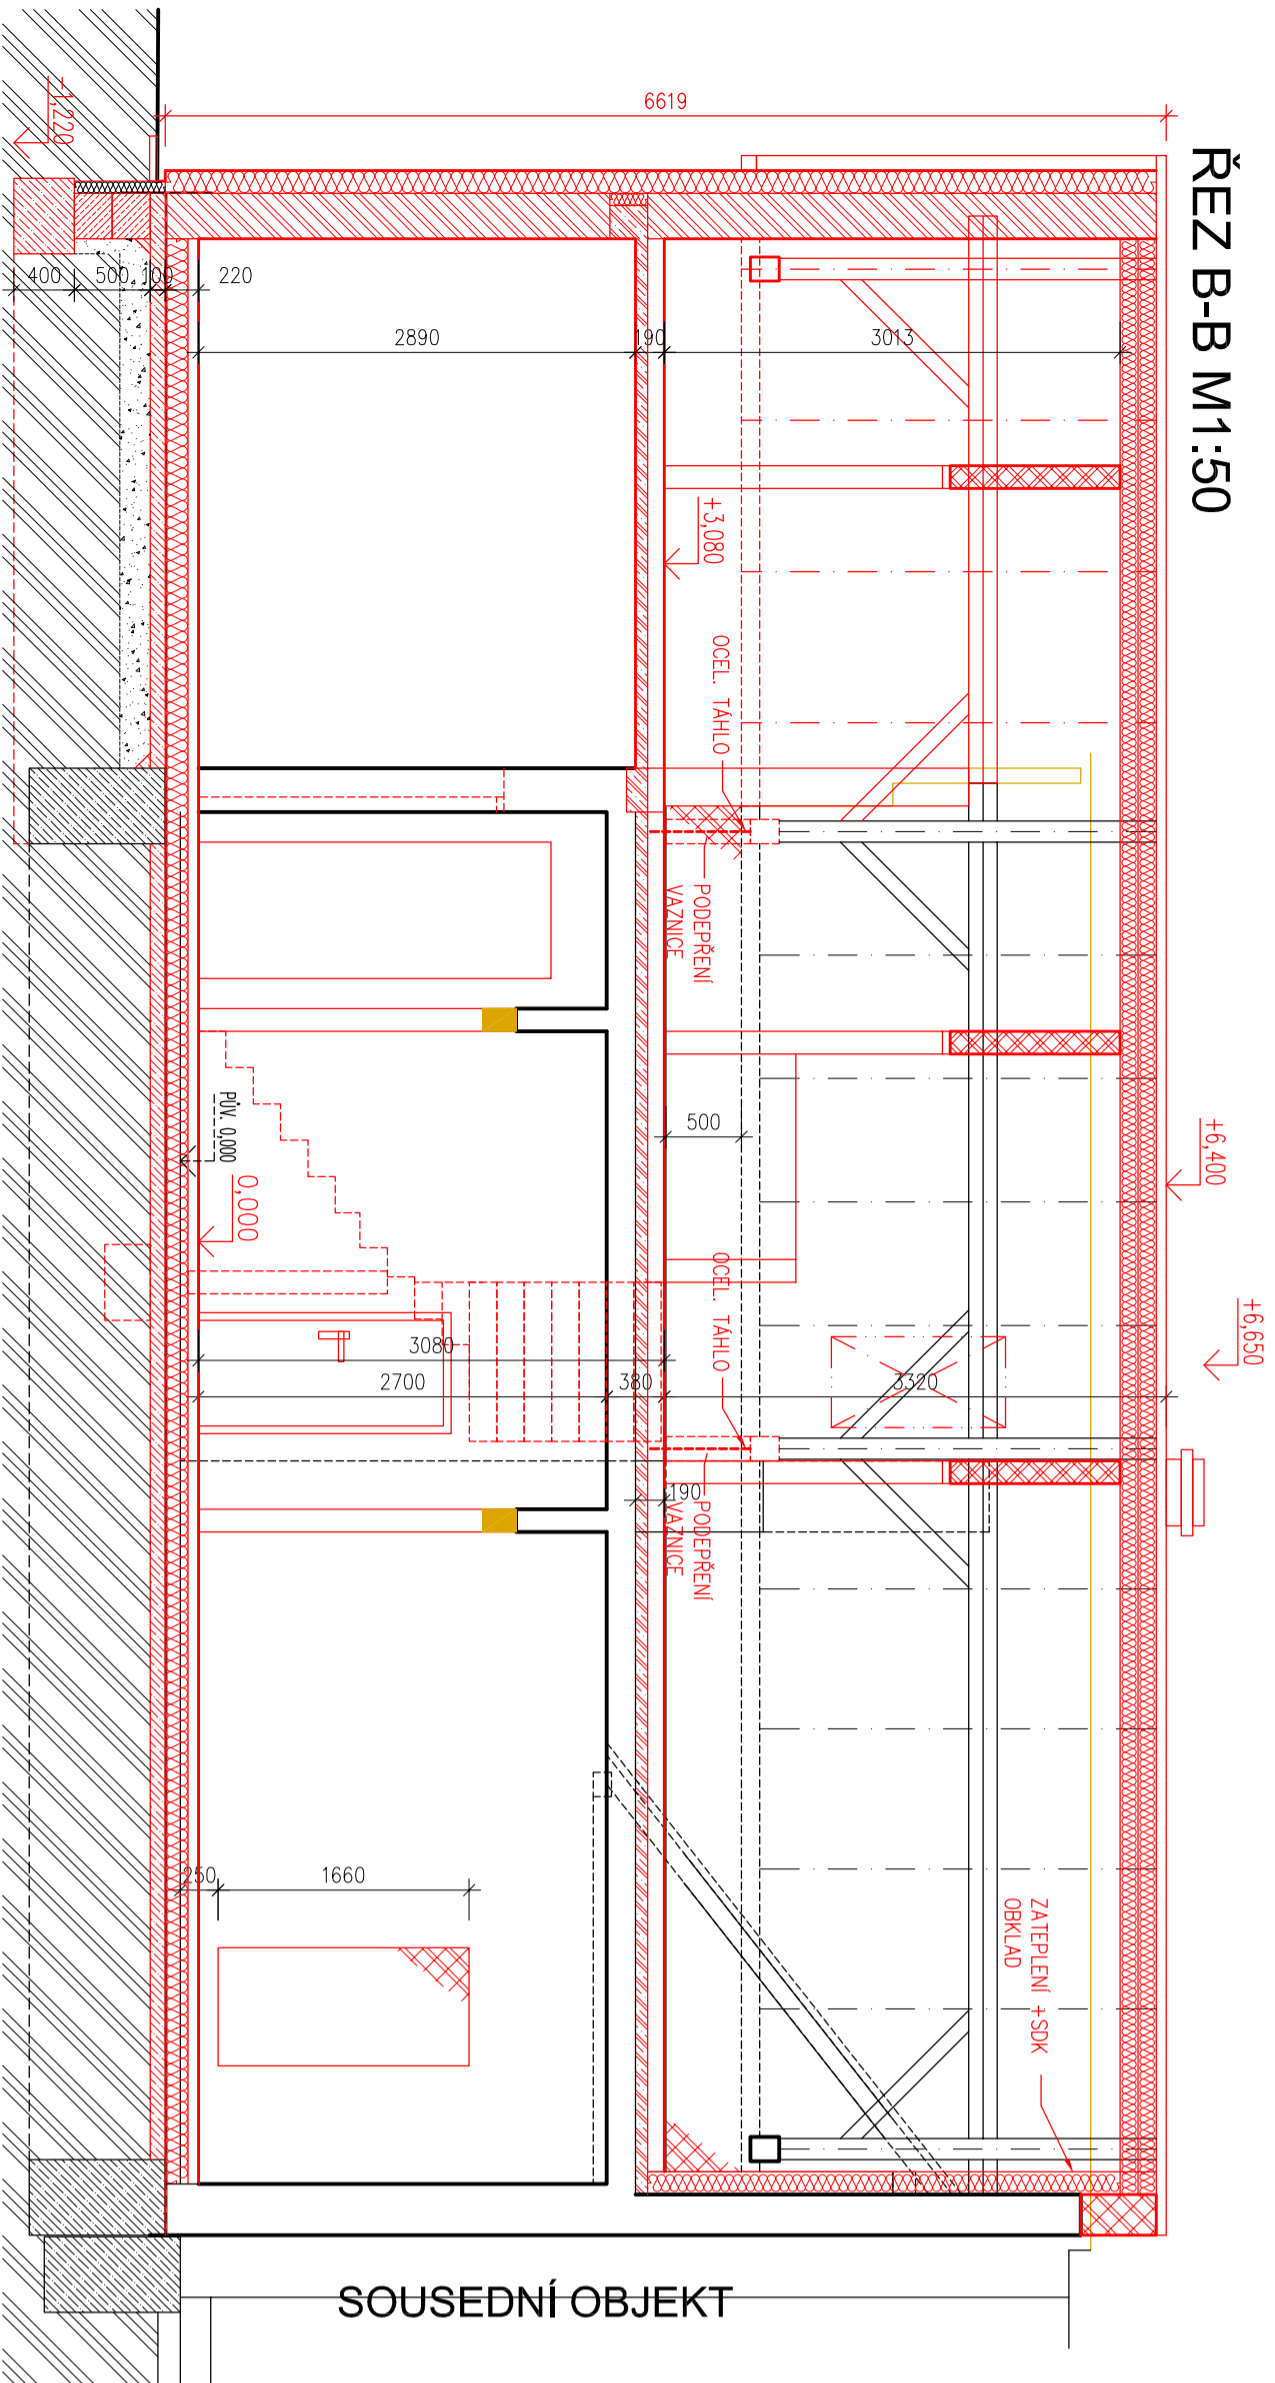 ŘEZ B-B M1:50
6619
-1,220
400
500
100
220
2890
190
3013
+3,080
OCEL. TÁHLO
PODEPŘENÍ
VAZNICE
500
+6,400
+6,650
PŮV. 0,000
0,000
3080
2700
380
3320
OCEL. TÁHLO
190
PODEPŘENÍ
VAZNICE
250
1660
ZATEPLENÍ +SDK
OBKLAD
SOUSEDNÍ OBJEKT